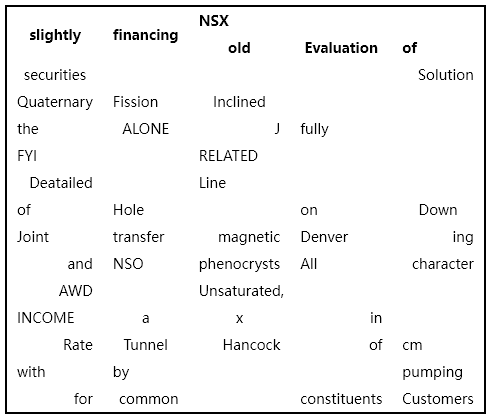 slightly financing NSX old Evaluation of
securities Solution
Quaternary Fission Inclined
the ALONE J fully
FYI RELATED
Deatailed Line
of Hole on Down
Joint transfer magnetic Denver ing
and NSO phenocrysts All character
AWD Unsaturated,
INCOME a x in
Rate Tunnel Hancock of cm
with by pumping
for common constituents Customers